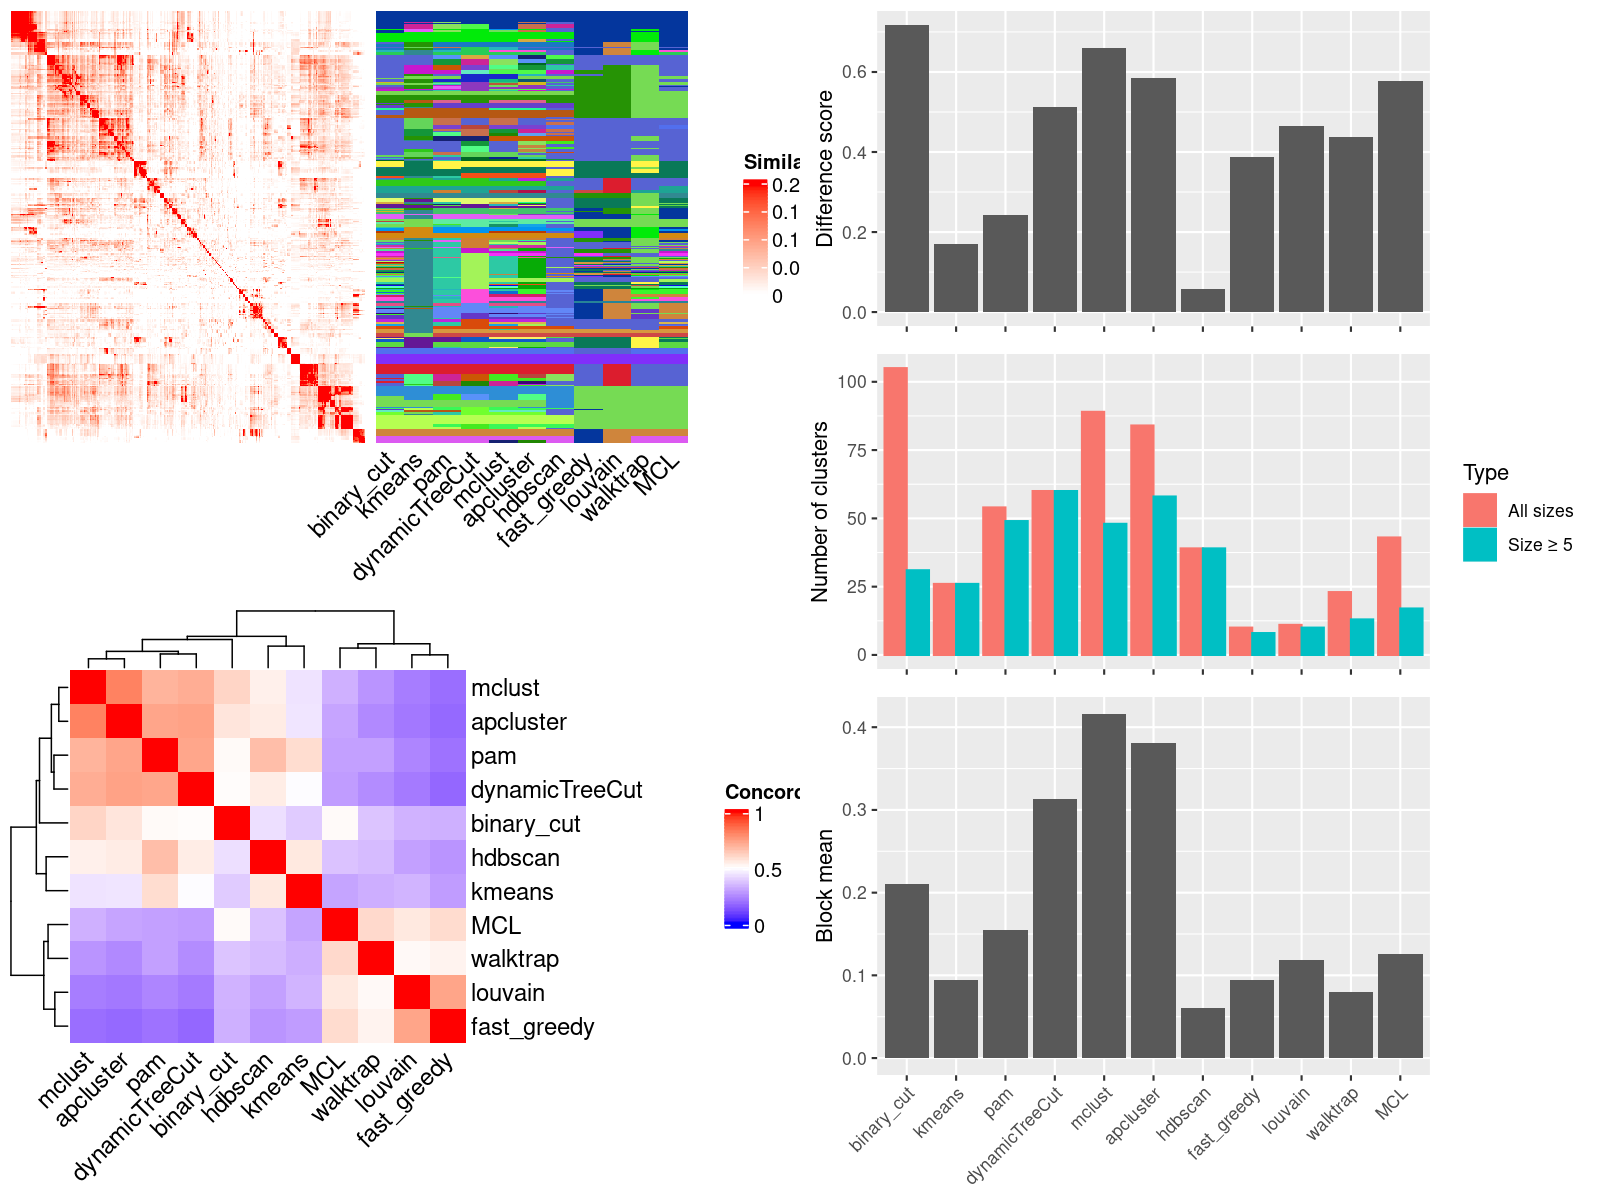 Simila
0.2
0.1
0.1
0.0
0
binary_cut
kmeans
pam
dynamicTreeCut
mclust
apcluster
hdbscan
fast_greedy
louvain
walktrap
MCL
Difference score
0.6
0.4
0.2
0.0
Number of clusters
100
75
50
25
0
Type
All sizes
Size ≥ 5
Block mean
0.4
0.3
0.2
0.1
0.0
binary_cut
kmeans
pam
dynamicTreeCut
mclust
apcluster
hdbscan
fast_greedy
louvain
walktrap
MCL
mclust
apcluster
pam
dynamicTreeCut
binary_cut
hdbscan
kmeans
MCL
walktrap
louvain
fast_greedy
mclust
apcluster
pam
dynamicTreeCut
binary_cut
hdbscan
kmeans
MCL
walktrap
louvain
fast_greedy
Concord
1
0.5
0